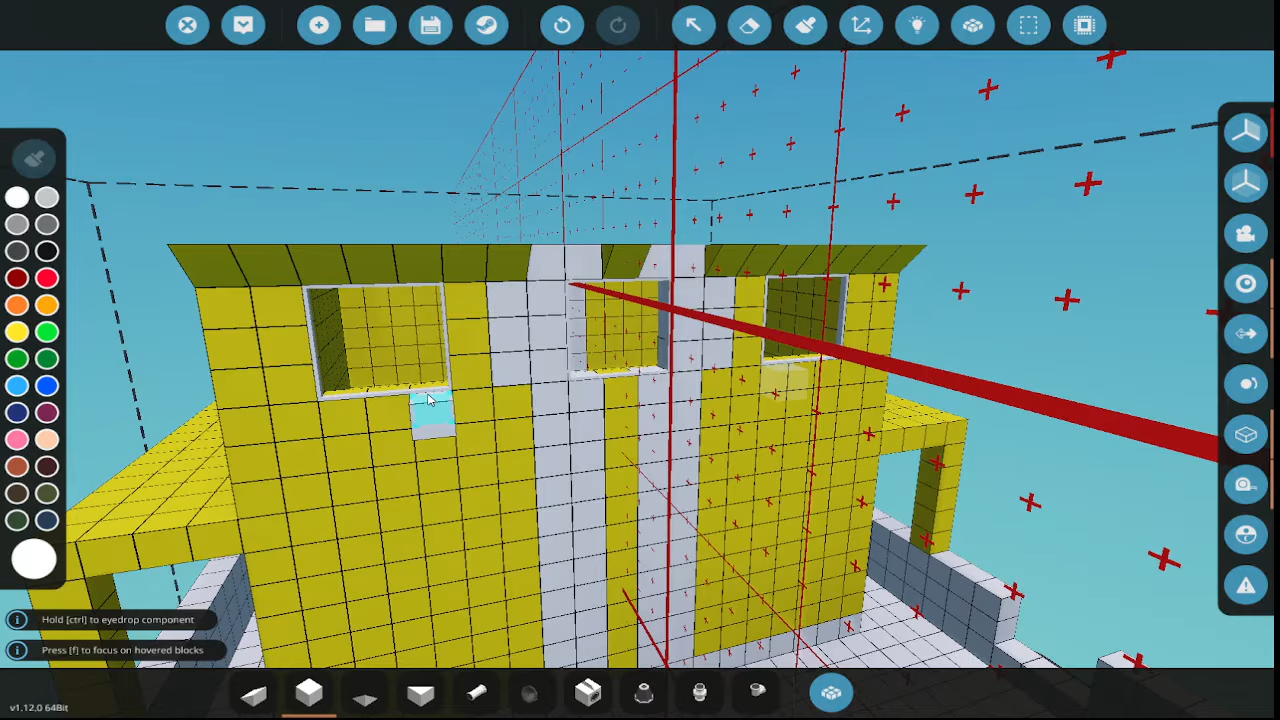 Hold [ctrl] to eyedrop component
Press [f] to focus on hovered blocks
v1.12.0 64Bit